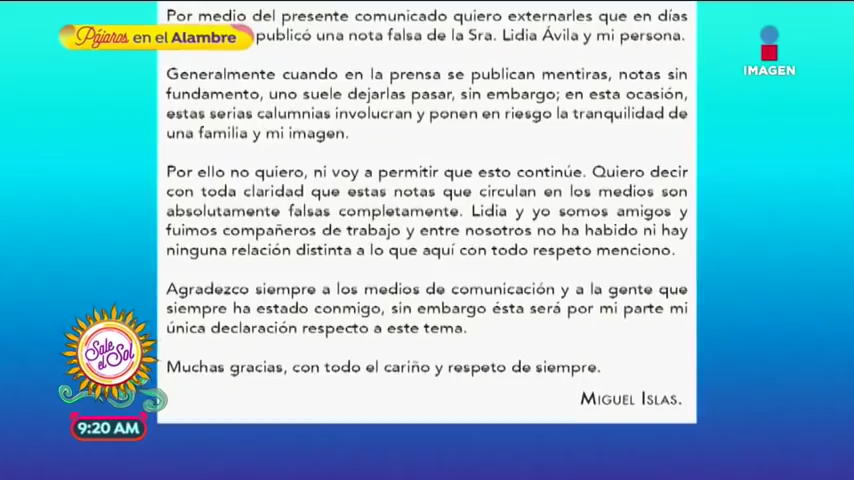 Por medio del presente comunicado quiero externarles que en días
Pájaros en el Alambre
publicó una nota falsa de la Sra. Lidia Ávila y mi persona.
IMAGEN
Generalmente cuando en la prensa se publican mentiras, notas sin
fundamento, uno suele dejarlas pasar, sin embargo; en esta ocasión,
estas serias calumnias involucran y ponen en riesgo la tranquilidad de
una familia y mi imagen.
Por ello no quiero, ni voy a permitir que esto continúe. Quiero decir
con toda claridad que estas notas que circulan en los medios son
absolutamente falsas completamente. Lidia y yo somos amigos y
fuimos compañeros de trabajo y entre nosotros no ha habido ni hay
ninguna relación distinta a lo que aquí con todo respeto menciono.
Agradezco siempre a los medios de comunicación y a la gente que
siempre ha estado conmigo, sin embargo ésta será por mi parte mi
única declaración respecto a este tema.
Muchas gracias, con todo el cariño y respeto de siempre.
MIGUEL ISLAS.
Sale
el Sol
9:20 AM